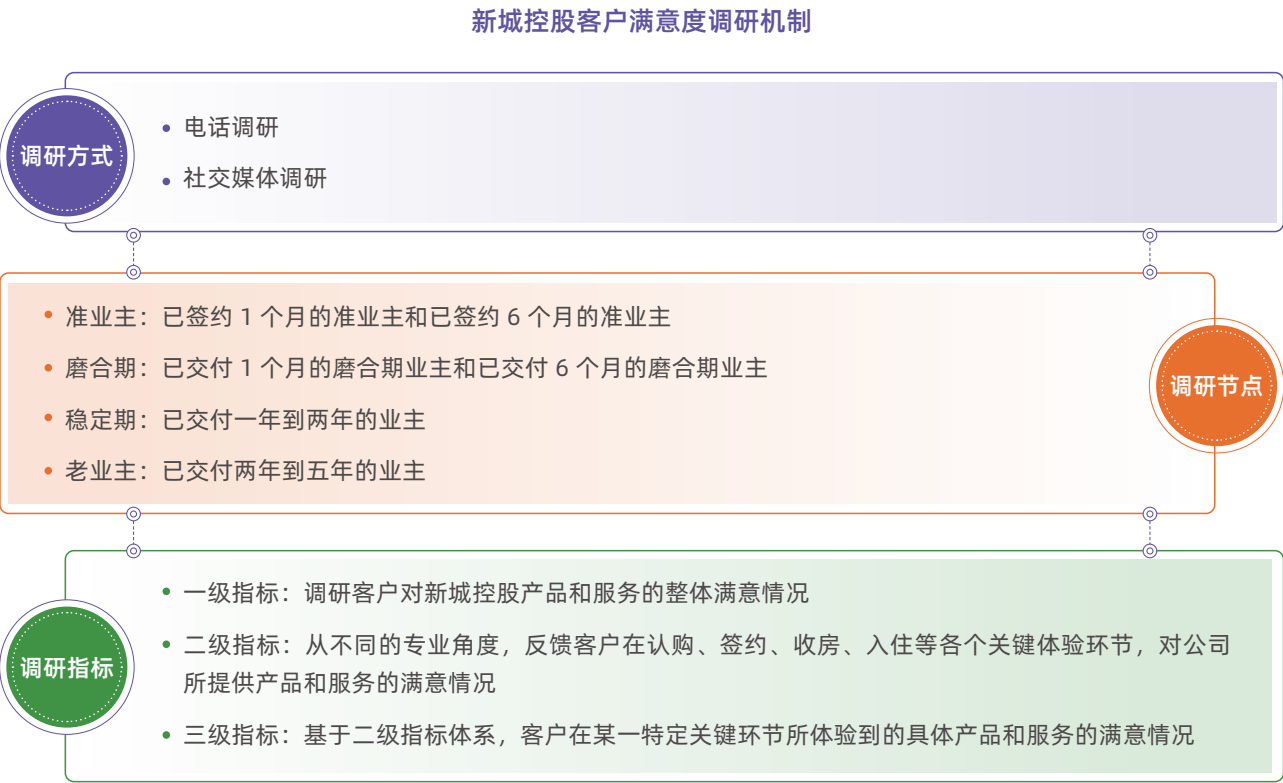 新城控股客户满意度调研机制
调研方式
电话调研
社交媒体调研
准业主：已签约 1 个月的准业主和已签约 6 个月的准业主
磨合期：已交付 1 个月的磨合期业主和已交付 6 个月的磨合期业主
稳定期：已交付一年到两年的业主
老业主：已交付两年到五年的业主
调研节点
调研指标
一级指标：调研客户对新城控股产品和服务的整体满意情况
二级指标：从不同的专业角度，反馈客户在认购、签约、收房、入住等各个关键体验环节，对公司
所提供产品和服务的满意情况
三级指标：基于二级指标体系，客户在某一特定关键环节所体验到的具体产品和服务的满意情况